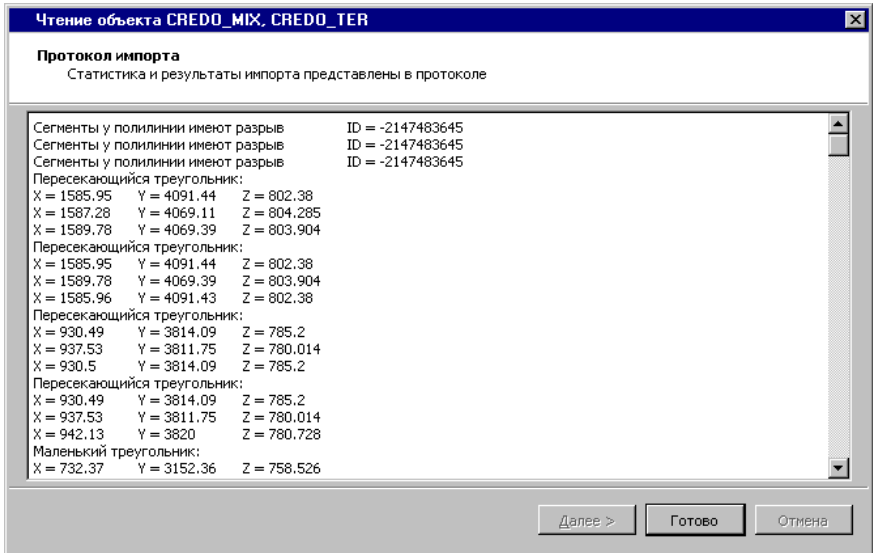 Чтение объекта CREDO_MIX, CREDO_TER
Протокол импорта
Статистика и результаты импорта представлены в протоколе
Сегменты у полилинии имеют разрыв ID = -2147483645
Сегменты у полилинии имеют разрыв ID = -2147483645
Сегменты у полилинии имеют разрыв ID = -2147483645
Пересекающийся треугольник:
X = 1585.95 Y = 4091.44 Z = 802.38
X = 1587.28 Y = 4069.11 Z = 804.285
X = 1589.78 Y = 4069.39 Z = 803.904
Пересекающийся треугольник:
X = 1585.95 Y = 4091.44 Z = 802.38
X = 1589.78 Y = 4069.39 Z = 803.904
X = 1585.96 Y = 4091.43 Z = 802.38
Пересекающийся треугольник:
X = 930.49 Y = 3814.09 Z = 785.2
X = 937.53 Y = 3811.75 Z = 780.014
X = 930.5 Y = 3814.09 Z = 785.2
Пересекающийся треугольник:
X = 930.49 Y = 3814.09 Z = 785.2
X = 937.53 Y = 3811.75 Z = 780.014
X = 942.13 Y = 3820 Z = 780.728
Маленький треугольник:
X = 732.37 Y = 3152.36 Z = 758.526
Далее > Готово Отмена